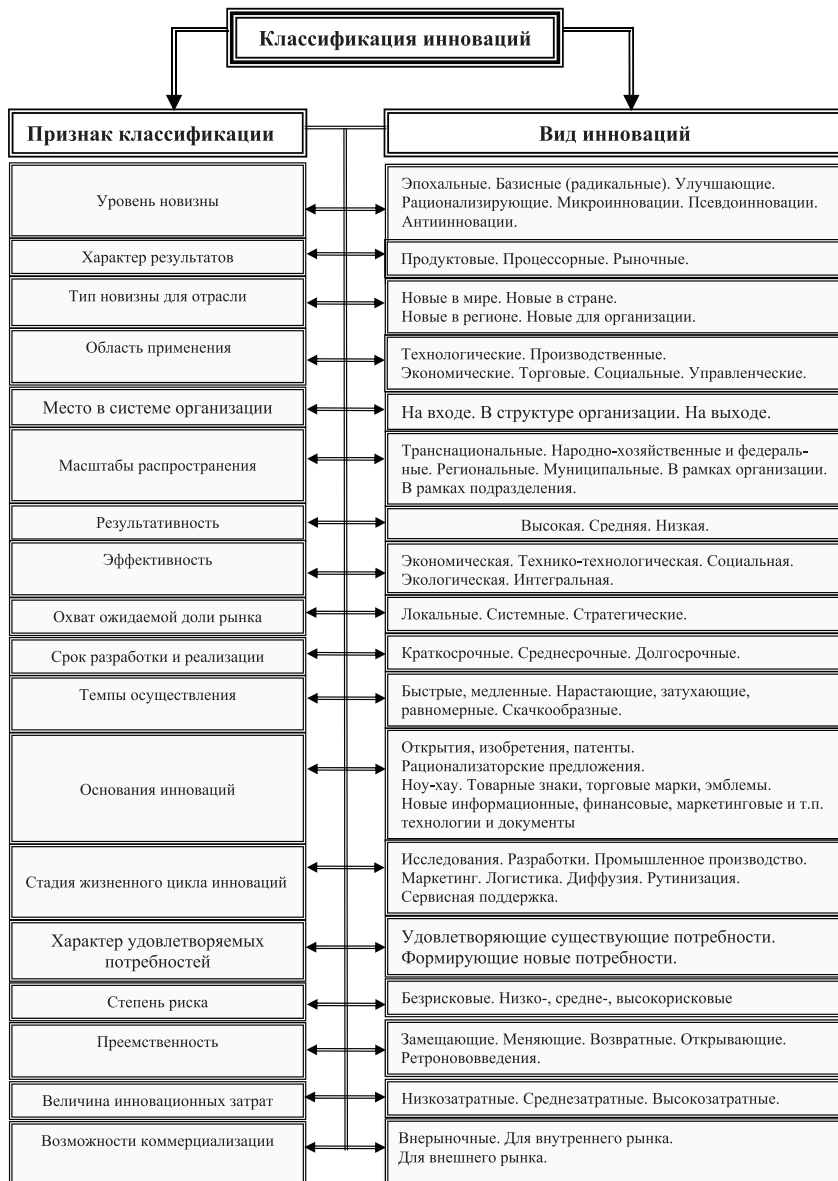 Классификация инноваций
Признак классификации
Вид инноваций
Уровень новизны
Эпохальные. Базисные (радикальные). Улучшающие.
Рационализирующие. Микроинновации. Псевдоинновации.
Антиинновации.
Характер результатов
Продуктовые. Процессорные. Рыночные.
Тип новизны для отрасли
Новые в мире. Новые в стране.
Новые в регионе. Новые для организации.
Область применения
Технологические. Производственные.
Экономические. Торговые. Социальные. Управленческие.
Место в системе организации
На входе. В структуре организации. На выходе.
Масштабы распространения
Транснациональные. Народно-хозяйственные и федераль-
ные. Региональные. Муниципальные. В рамках организации.
В рамках подразделения.
Результативность
Высокая. Средняя. Низкая.
Эффективность
Экономическая. Технико-технологическая. Социальная.
Экологическая. Интегральная.
Охват ожидаемой доли рынка
Локальные. Системные. Стратегические.
Срок разработки и реализации
Краткосрочные. Среднесрочные. Долгосрочные.
Темпы осуществления
Быстрые, медленные. Нарастающие, затухающие,
равномерные. Скачкообразные.
Основания инноваций
Открытия, изобретения, патенты.
Рационализаторские предложения.
Ноу-хау. Товарные знаки, торговые марки, эмблемы.
Новые информационные, финансовые, маркетинговые и т.п.
технологии и документы
Стадия жизненного цикла инноваций
Исследования. Разработки. Промышленное производство.
Маркетинг. Логистика. Диффузия. Рутинизация.
Сервисная поддержка.
Характер удовлетворяемых
потребностей
Удовлетворяющие существующие потребности.
Формирующие новые потребности.
Степень риска
Безрисковые. Низко-, средне-, высокорисковые
Преемственность
Замещающие. Меняющие. Возвратные. Открывающие.
Ретронововведения.
Величина инновационных затрат
Низкозатратные. Среднезатратные. Высокозатратные.
Возможности коммерциализации
Внерыночные. Для внутреннего рынка.
Для внешнего рынка.